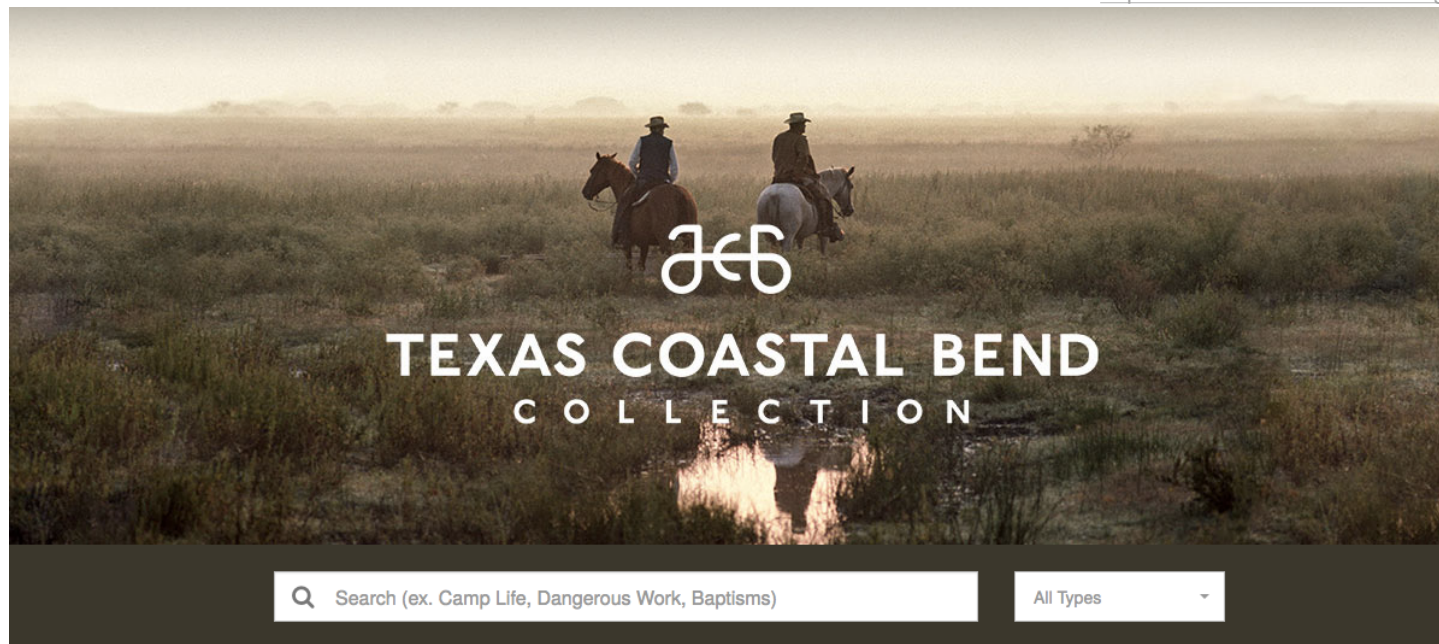 TEXAS COASTAL BEND
COLLECTION
Search (ex. Camp Life, Dangerous Work, Baptisms)
All Types